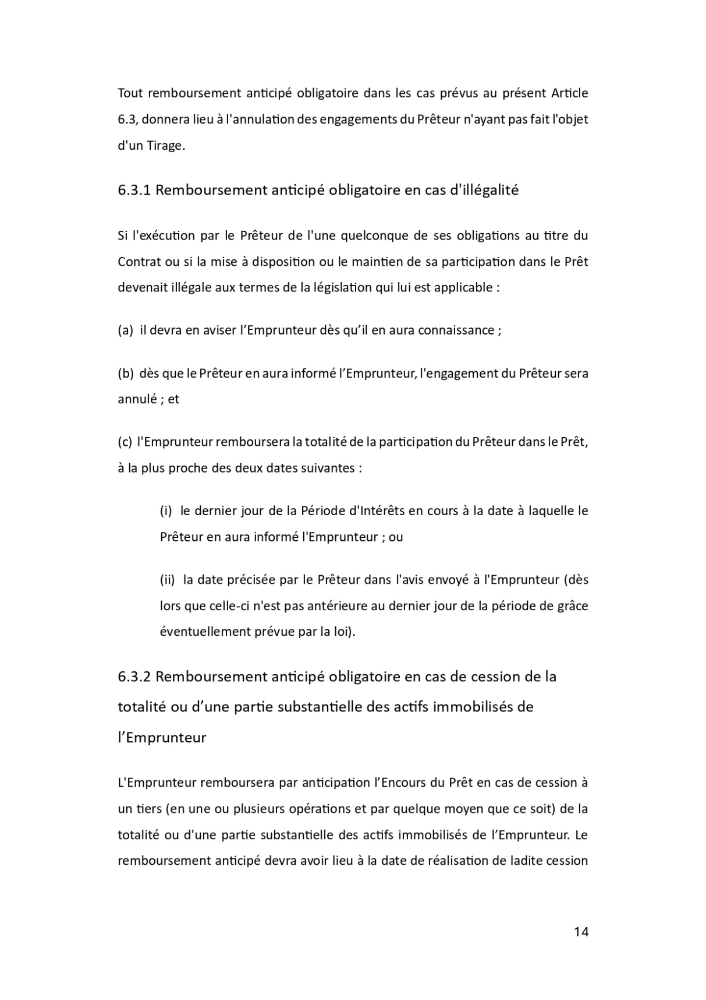 Tout remboursement anticipé obligatoire dans les cas prévus au présent Article
6.3, donnera lieu à l'annulation des engagements du Prêteur n'ayant pas fait l'objet
d'un Tirage.
6.3.1 Remboursement anticipé obligatoire en cas d'illégalité
Si l'exécution par le Prêteur de l'une quelconque de ses obligations au titre du
Contrat ou si la mise à disposition ou le maintien de sa participation dans le Prêt
devenait illégale aux termes de la législation qui lui est applicable :
(a) il devra en aviser l’Emprunteur dès qu’il en aura connaissance ;
(b) dès que le Prêteur en aura informé l’Emprunteur, l'engagement du Prêteur sera
annulé ; et
(c) l'Emprunteur remboursera la totalité de la participation du Prêteur dans le Prêt,
à la plus proche des deux dates suivantes :
(i) le dernier jour de la Période d'Intérêts en cours à la date à laquelle le
Prêteur en aura informé l'Emprunteur ; ou
(ii) la date précisée par le Prêteur dans l'avis envoyé à l'Emprunteur (dès
lors que celle-ci n'est pas antérieure au dernier jour de la période de grâce
éventuellement prévue par la loi).
6.3.2 Remboursement anticipé obligatoire en cas de cession de la
totalité ou d’une partie substantielle des actifs immobilisés de
l’Emprunteur
L'Emprunteur remboursera par anticipation l’Encours du Prêt en cas de cession à
un tiers (en une ou plusieurs opérations et par quelque moyen que ce soit) de la
totalité ou d'une partie substantielle des actifs immobilisés de l’Emprunteur. Le
remboursement anticipé devra avoir lieu à la date de réalisation de ladite cession
14